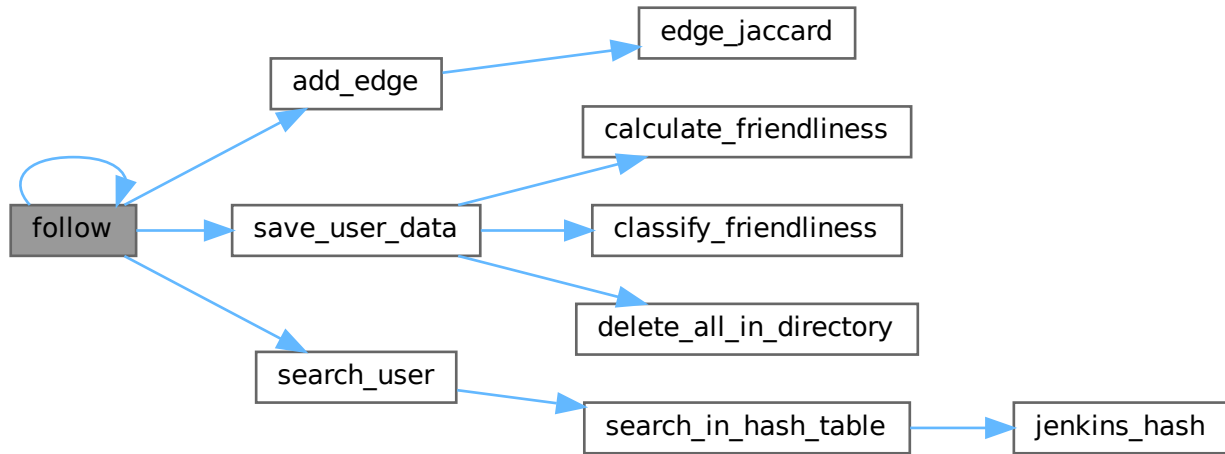 edge_jaccard
add_edge
calculate_friendliness
follow
save_user_data
classify_friendliness
delete_all_in_directory
search_user
search_in_hash_table
jenkins_hash